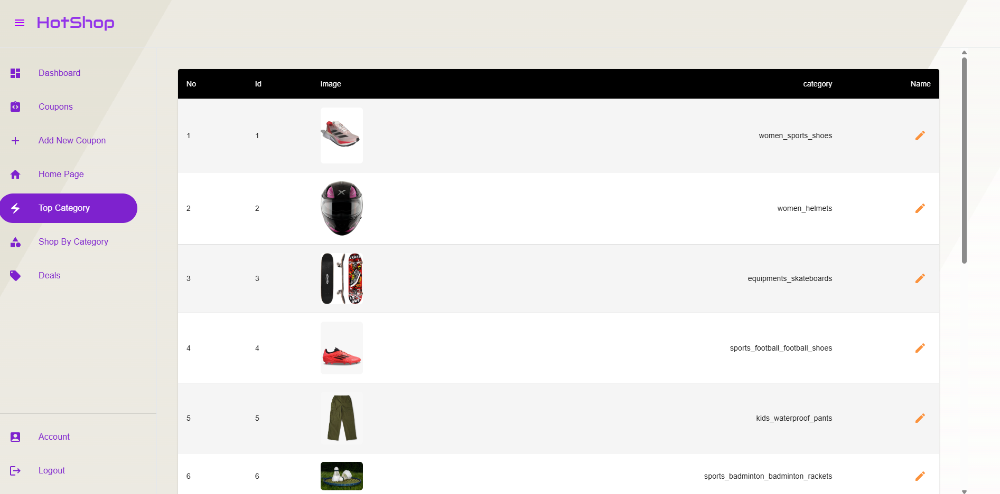 HotShop
Dashboard
Coupons
Add New Coupon
Home Page
Top Category
Shop By Category
Deals
Account
Logout
No Id image category Name
1 1 women_sports_shoes
2 2 women_helmets
3 3 equipments_skateboards
4 4 sports_football_football_shoes
5 5 kids_waterproof_pants
6 6 sports_badminton_badminton_rackets